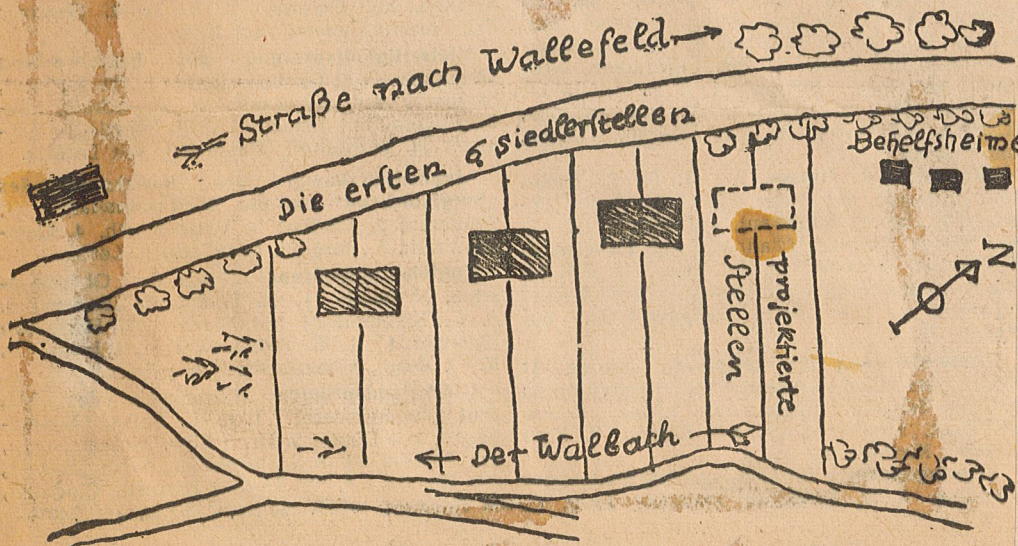 Straße nach Wallefeld
Die ersten 6 Siedlerstellen
Behelfsheime
N
projektierte
Stellen
Der Walbach